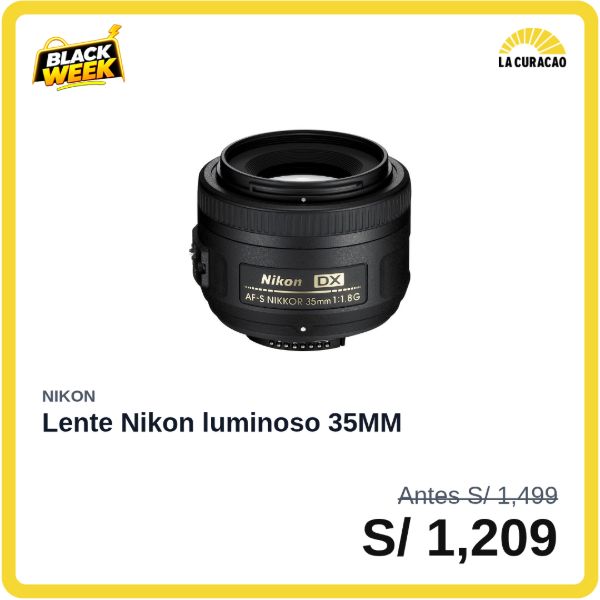 BLACK
WEEK
LA CURACAO
Nikon DX
AF-S NIKKOR 35mm 1:1.8G
NIKON
Lente Nikon luminoso 35MM
Antes S/ 1,499
S/ 1,209